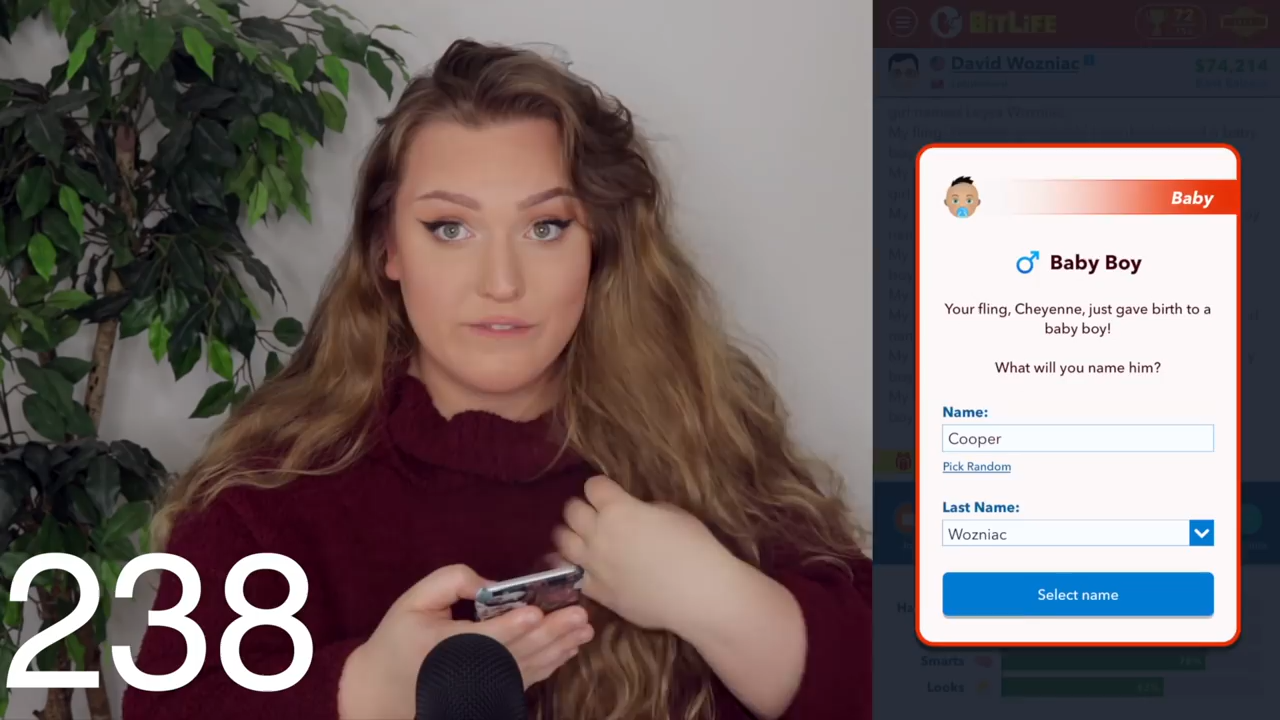 238
BitLife
72
David Wozniac
$74,214
Baby
Baby Boy
Your fling, Cheyenne, just gave birth to a
baby boy!
What will you name him?
Name:
Cooper
Pick Random
Last Name:
Wozniac
Select name
Smarts
Looks